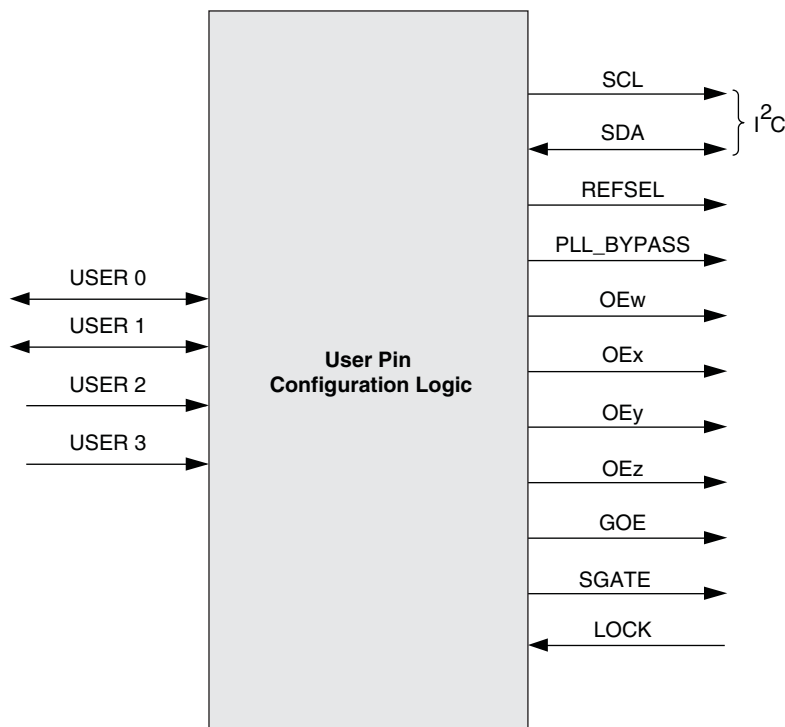 USER 0
USER 1
USER 2
USER 3
User Pin
Configuration Logic
SCL
SDA
I2C
REFSEL
PLL_BYPASS
OEw
OEx
OEy
OEz
GOE
SGATE
LOCK